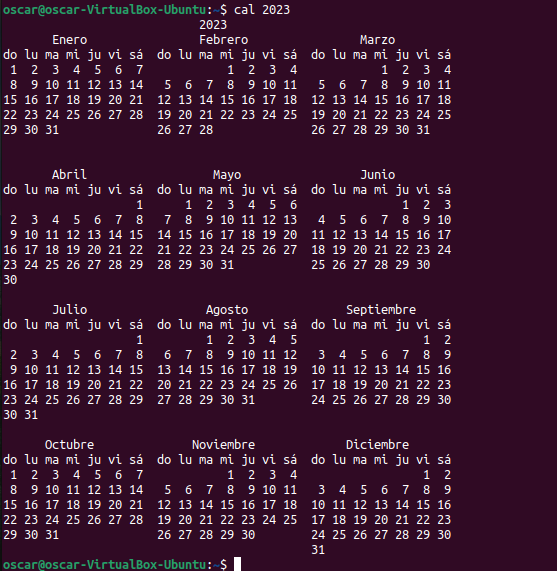 oscar@oscar-VirtualBox-Ubuntu:~$ cal 2023
                            2023
       Enero                Febrero                Marzo
do lu ma mi ju vi sá  do lu ma mi ju vi sá  do lu ma mi ju vi sá
 1  2  3  4  5  6  7            1  2  3  4            1  2  3  4
 8  9 10 11 12 13 14   5  6  7  8  9 10 11   5  6  7  8  9 10 11
15 16 17 18 19 20 21  12 13 14 15 16 17 18  12 13 14 15 16 17 18
22 23 24 25 26 27 28  19 20 21 22 23 24 25  19 20 21 22 23 24 25
29 30 31              26 27 28              26 27 28 29 30 31

       Abril                  Mayo                 Junio
do lu ma mi ju vi sá  do lu ma mi ju vi sá  do lu ma mi ju vi sá
                   1      1  2  3  4  5  6               1  2  3
 2  3  4  5  6  7  8   7  8  9 10 11 12 13   4  5  6  7  8  9 10
 9 10 11 12 13 14 15  14 15 16 17 18 19 20  11 12 13 14 15 16 17
16 17 18 19 20 21 22  21 22 23 24 25 26 27  18 19 20 21 22 23 24
23 24 25 26 27 28 29  28 29 30 31           25 26 27 28 29 30
30

       Julio                 Agosto              Septiembre
do lu ma mi ju vi sá  do lu ma mi ju vi sá  do lu ma mi ju vi sá
                   1         1  2  3  4  5                  1  2
 2  3  4  5  6  7  8   6  7  8  9 10 11 12   3  4  5  6  7  8  9
 9 10 11 12 13 14 15  13 14 15 16 17 18 19  10 11 12 13 14 15 16
16 17 18 19 20 21 22  20 21 22 23 24 25 26  17 18 19 20 21 22 23
23 24 25 26 27 28 29  27 28 29 30 31        24 25 26 27 28 29 30
30 31

      Octubre              Noviembre             Diciembre
do lu ma mi ju vi sá  do lu ma mi ju vi sá  do lu ma mi ju vi sá
 1  2  3  4  5  6  7            1  2  3  4                  1  2
 8  9 10 11 12 13 14   5  6  7  8  9 10 11   3  4  5  6  7  8  9
15 16 17 18 19 20 21  12 13 14 15 16 17 18  10 11 12 13 14 15 16
22 23 24 25 26 27 28  19 20 21 22 23 24 25  17 18 19 20 21 22 23
29 30 31              26 27 28 29 30        24 25 26 27 28 29 30
                                            31
oscar@oscar-VirtualBox-Ubuntu:~$